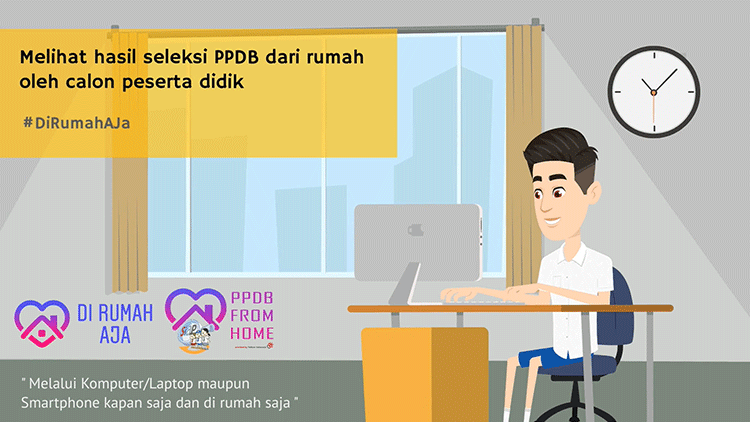 Melihat hasil seleksi PPDB dari rumah
oleh calon peserta didik
#DiRumahAJa
DI RUMAH
AJA
PPDB
FROM
HOME
" Melalui Komputer/Laptop maupun
Smartphone kapan saja dan di rumah saja "